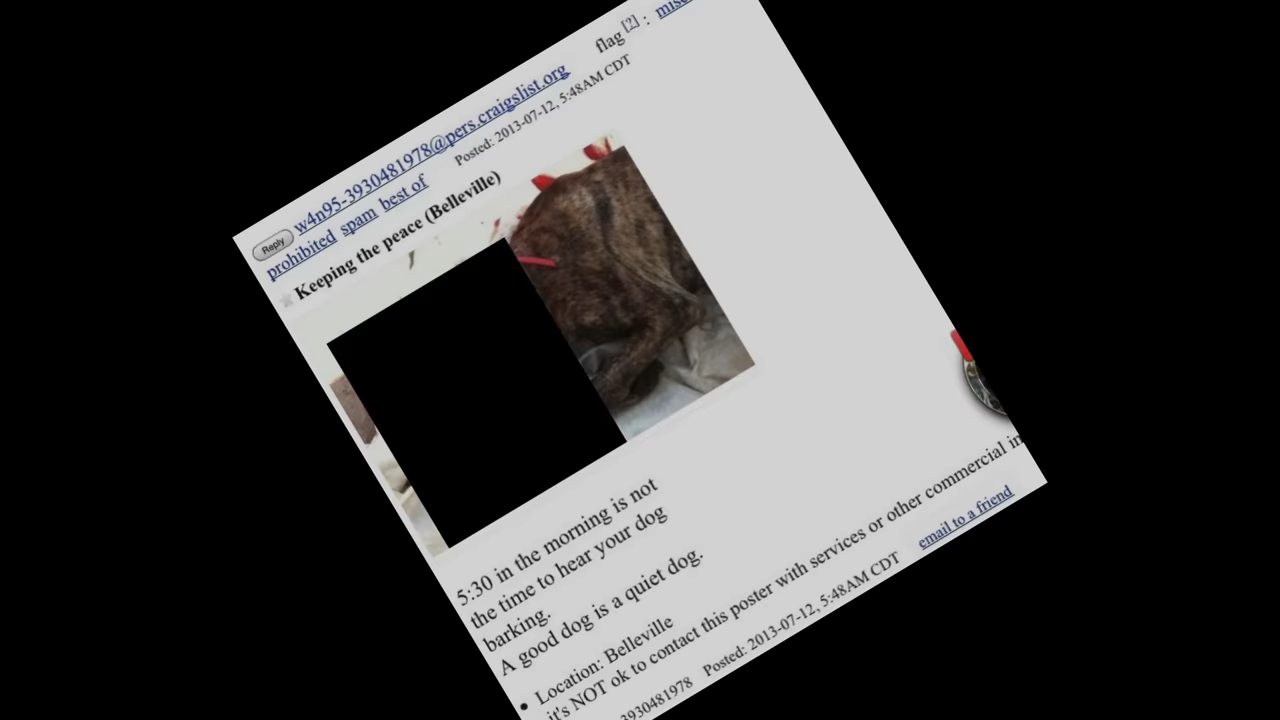 flag [?] :
Reply w4n95-3930481978@pers.craigslist.org
prohibited spam best of
Posted: 2013-07-12, 5:48AM CDT
Keeping the peace (Belleville)
5:30 in the morning is not
the time to hear your dog
barking.
A good dog is a quiet dog.
• Location: Belleville
it's NOT ok to contact this poster with services or other commercial
3930481978 Posted: 2013-07-12, 5:48AM CDT email to a friend